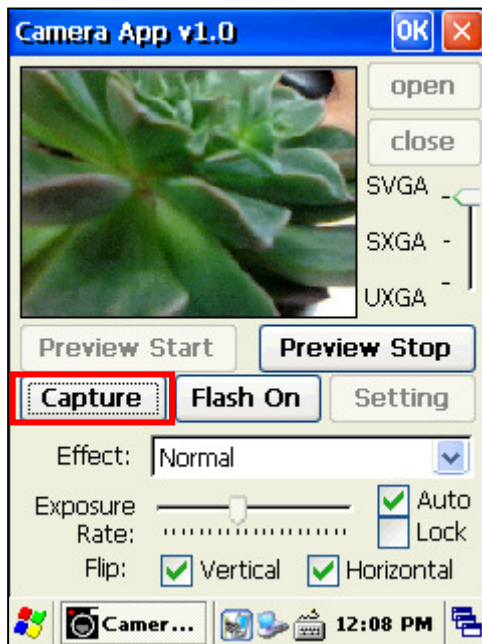 Camera App v1.0 OK
open
close
SVGA
SXGA
UXGA
Preview Start Preview Stop
Capture Flash On Setting
Effect: Normal
Exposure Auto
Rate: Lock
Flip: Vertical Horizontal
Camer... 12:08 PM